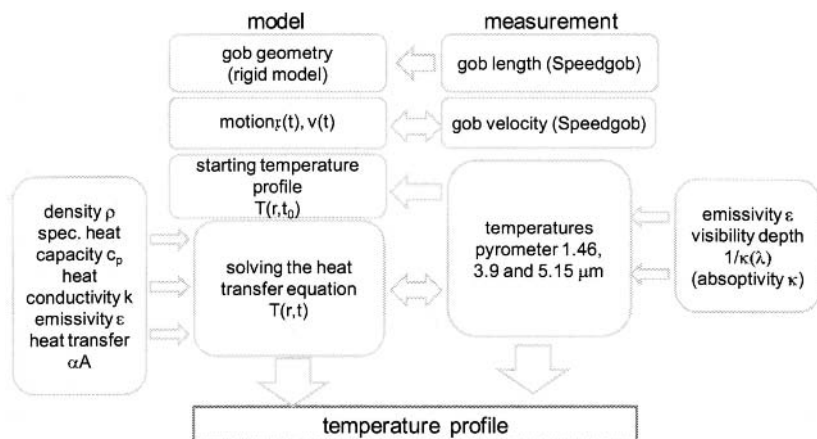 model
measurement
gob geometry
(rigid model)
gob length (Speedgob)
motionr(t), v(t)
gob velocity (Speedgob)
starting temperature
profile
T(r,t₀)
density ρ
spec. heat
capacity cₚ
heat
conductivity k
emissivity ε
heat transfer
αA
solving the heat
transfer equation
T(r,t)
temperatures
pyrometer 1.46,
3.9 and 5.15 μm
emissivity ε
visibility depth
1/κ(λ)
(absoptivity κ)
temperature profile